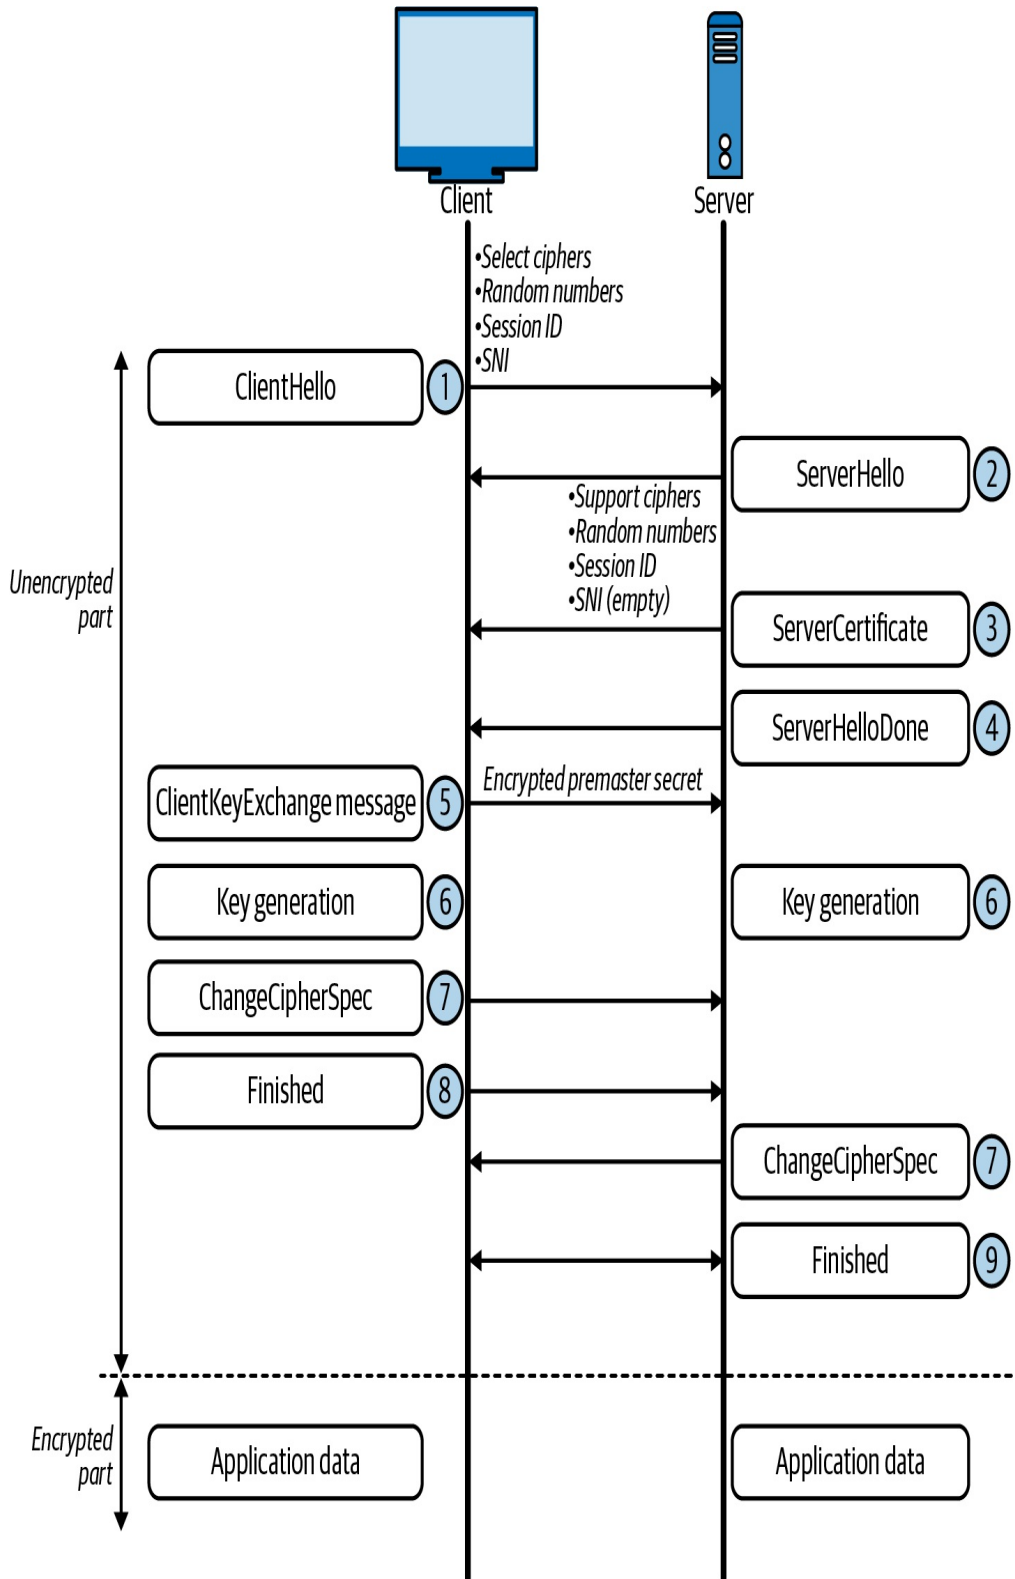 Client
Server
•Select ciphers
•Random numbers
•Session ID
•SNI
ClientHello
1
ServerHello
2
•Support ciphers
•Random numbers
•Session ID
•SNI (empty)
Unencrypted
part
ServerCertificate
3
ServerHelloDone
4
ClientKeyExchange message
5
Encrypted premaster secret
Key generation
6
Key generation
6
ChangeCipherSpec
7
Finished
8
ChangeCipherSpec
7
Finished
9
Encrypted
part
Application data
Application data